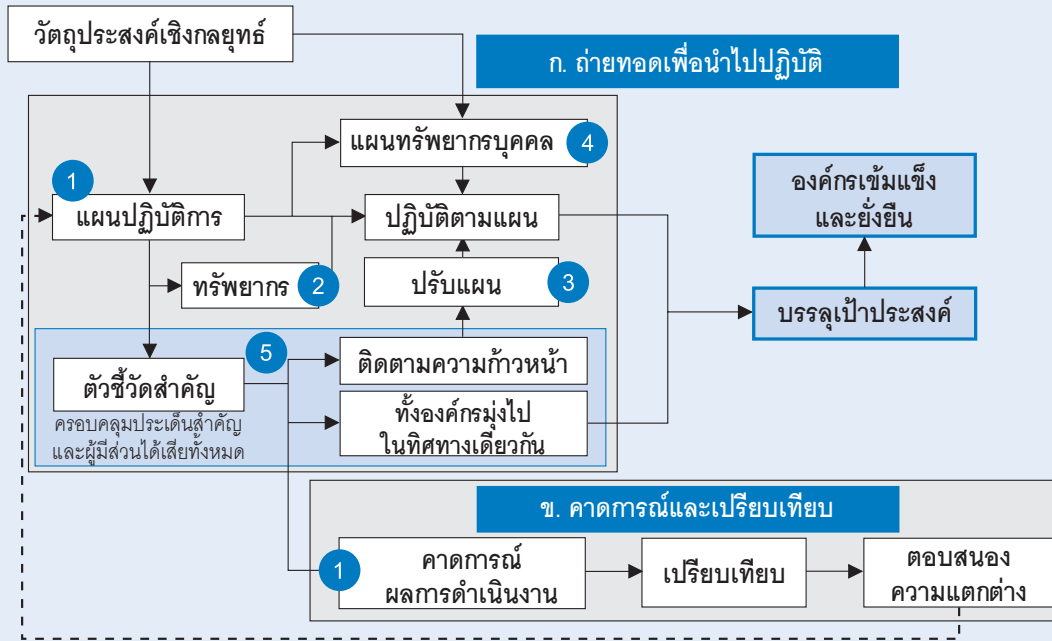 วัตถุประสงค์เชิงกลยุทธ์
ก. ถ่ายทอดเพื่อนำไปปฏิบัติ
แผนทรัพยากรบุคคล
4
1
แผนปฏิบัติการ
ปฏิบัติตามแผน
องค์กรเข้มแข็ง
และยั่งยืน
ทรัพยากร
2
ปรับแผน
3
บรรลุเป้าประสงค์
5
ตัวชี้วัดสำคัญ
ครอบคลุมประเด็นสำคัญ
และผู้มีส่วนได้เสียทั้งหมด
ติดตามความก้าวหน้า
ทั้งองค์กรมุ่งไป
ในทิศทางเดียวกัน
ข. คาดการณ์และเปรียบเทียบ
1
คาดการณ์
ผลการดำเนินงาน
เปรียบเทียบ
ตอบสนอง
ความแตกต่าง